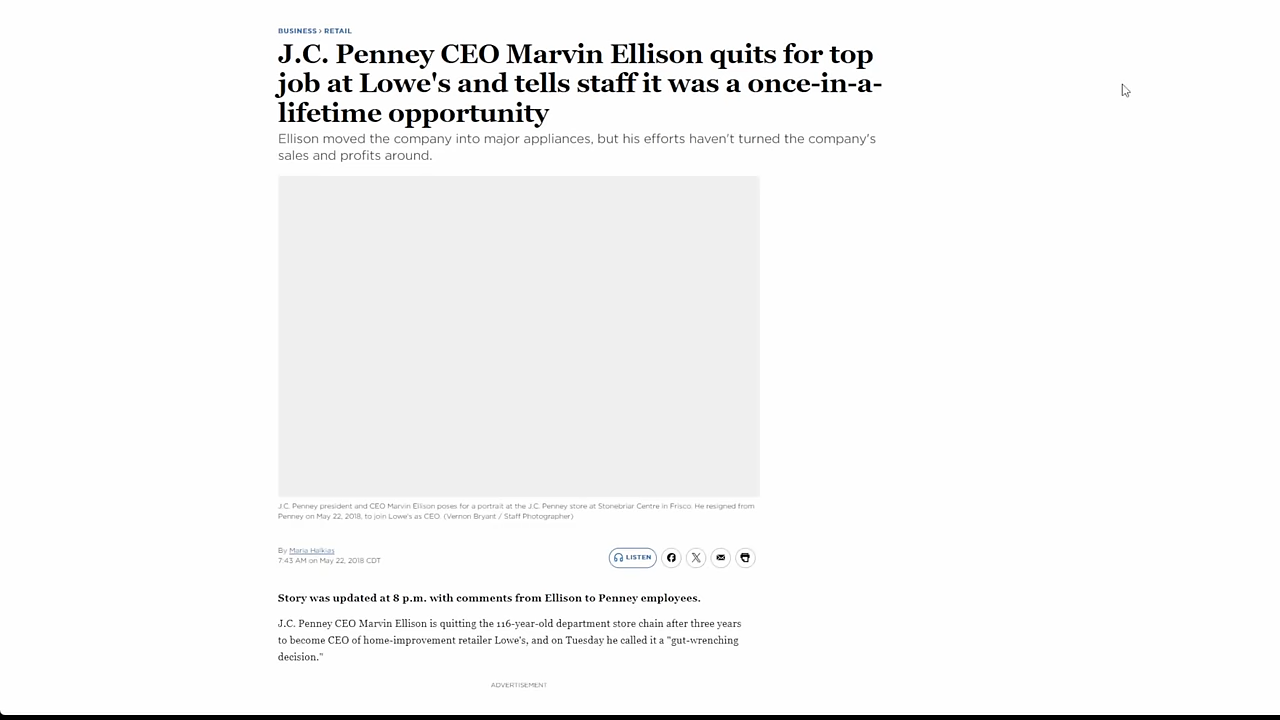 BUSINESS › RETAIL
J.C. Penney CEO Marvin Ellison quits for top
job at Lowe's and tells staff it was a once-in-a-
lifetime opportunity
Ellison moved the company into major appliances, but his efforts haven't turned the company's
sales and profits around.
J.C. Penney president and CEO Marvin Ellison poses for a portrait at the J.C. Penney store at Stonebriar Centre in Frisco. He resigned from
Penney on May 22, 2018, to join Lowe's as CEO. (Vernon Bryant / Staff Photographer)
By Maria Halkias
7:43 AM on May 22, 2018 CDT
LISTEN
Story was updated at 8 p.m. with comments from Ellison to Penney employees.
J.C. Penney CEO Marvin Ellison is quitting the 116-year-old department store chain after three years
to become CEO of home-improvement retailer Lowe's, and on Tuesday he called it a "gut-wrenching
decision."
ADVERTISEMENT